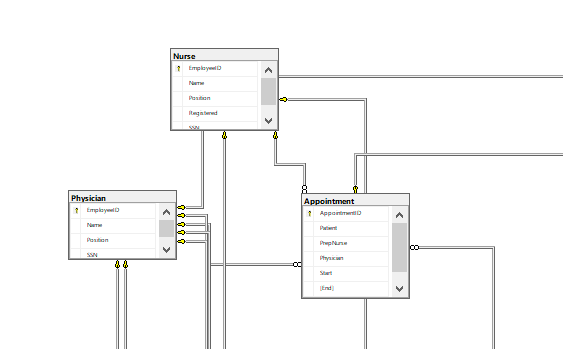 Nurse
EmployeeID
Name
Position
Registered
SSN
Physician
EmployeeID
Name
Position
SSN
Appointment
AppointmentID
Patient
PrepNurse
Physician
Start
[End]